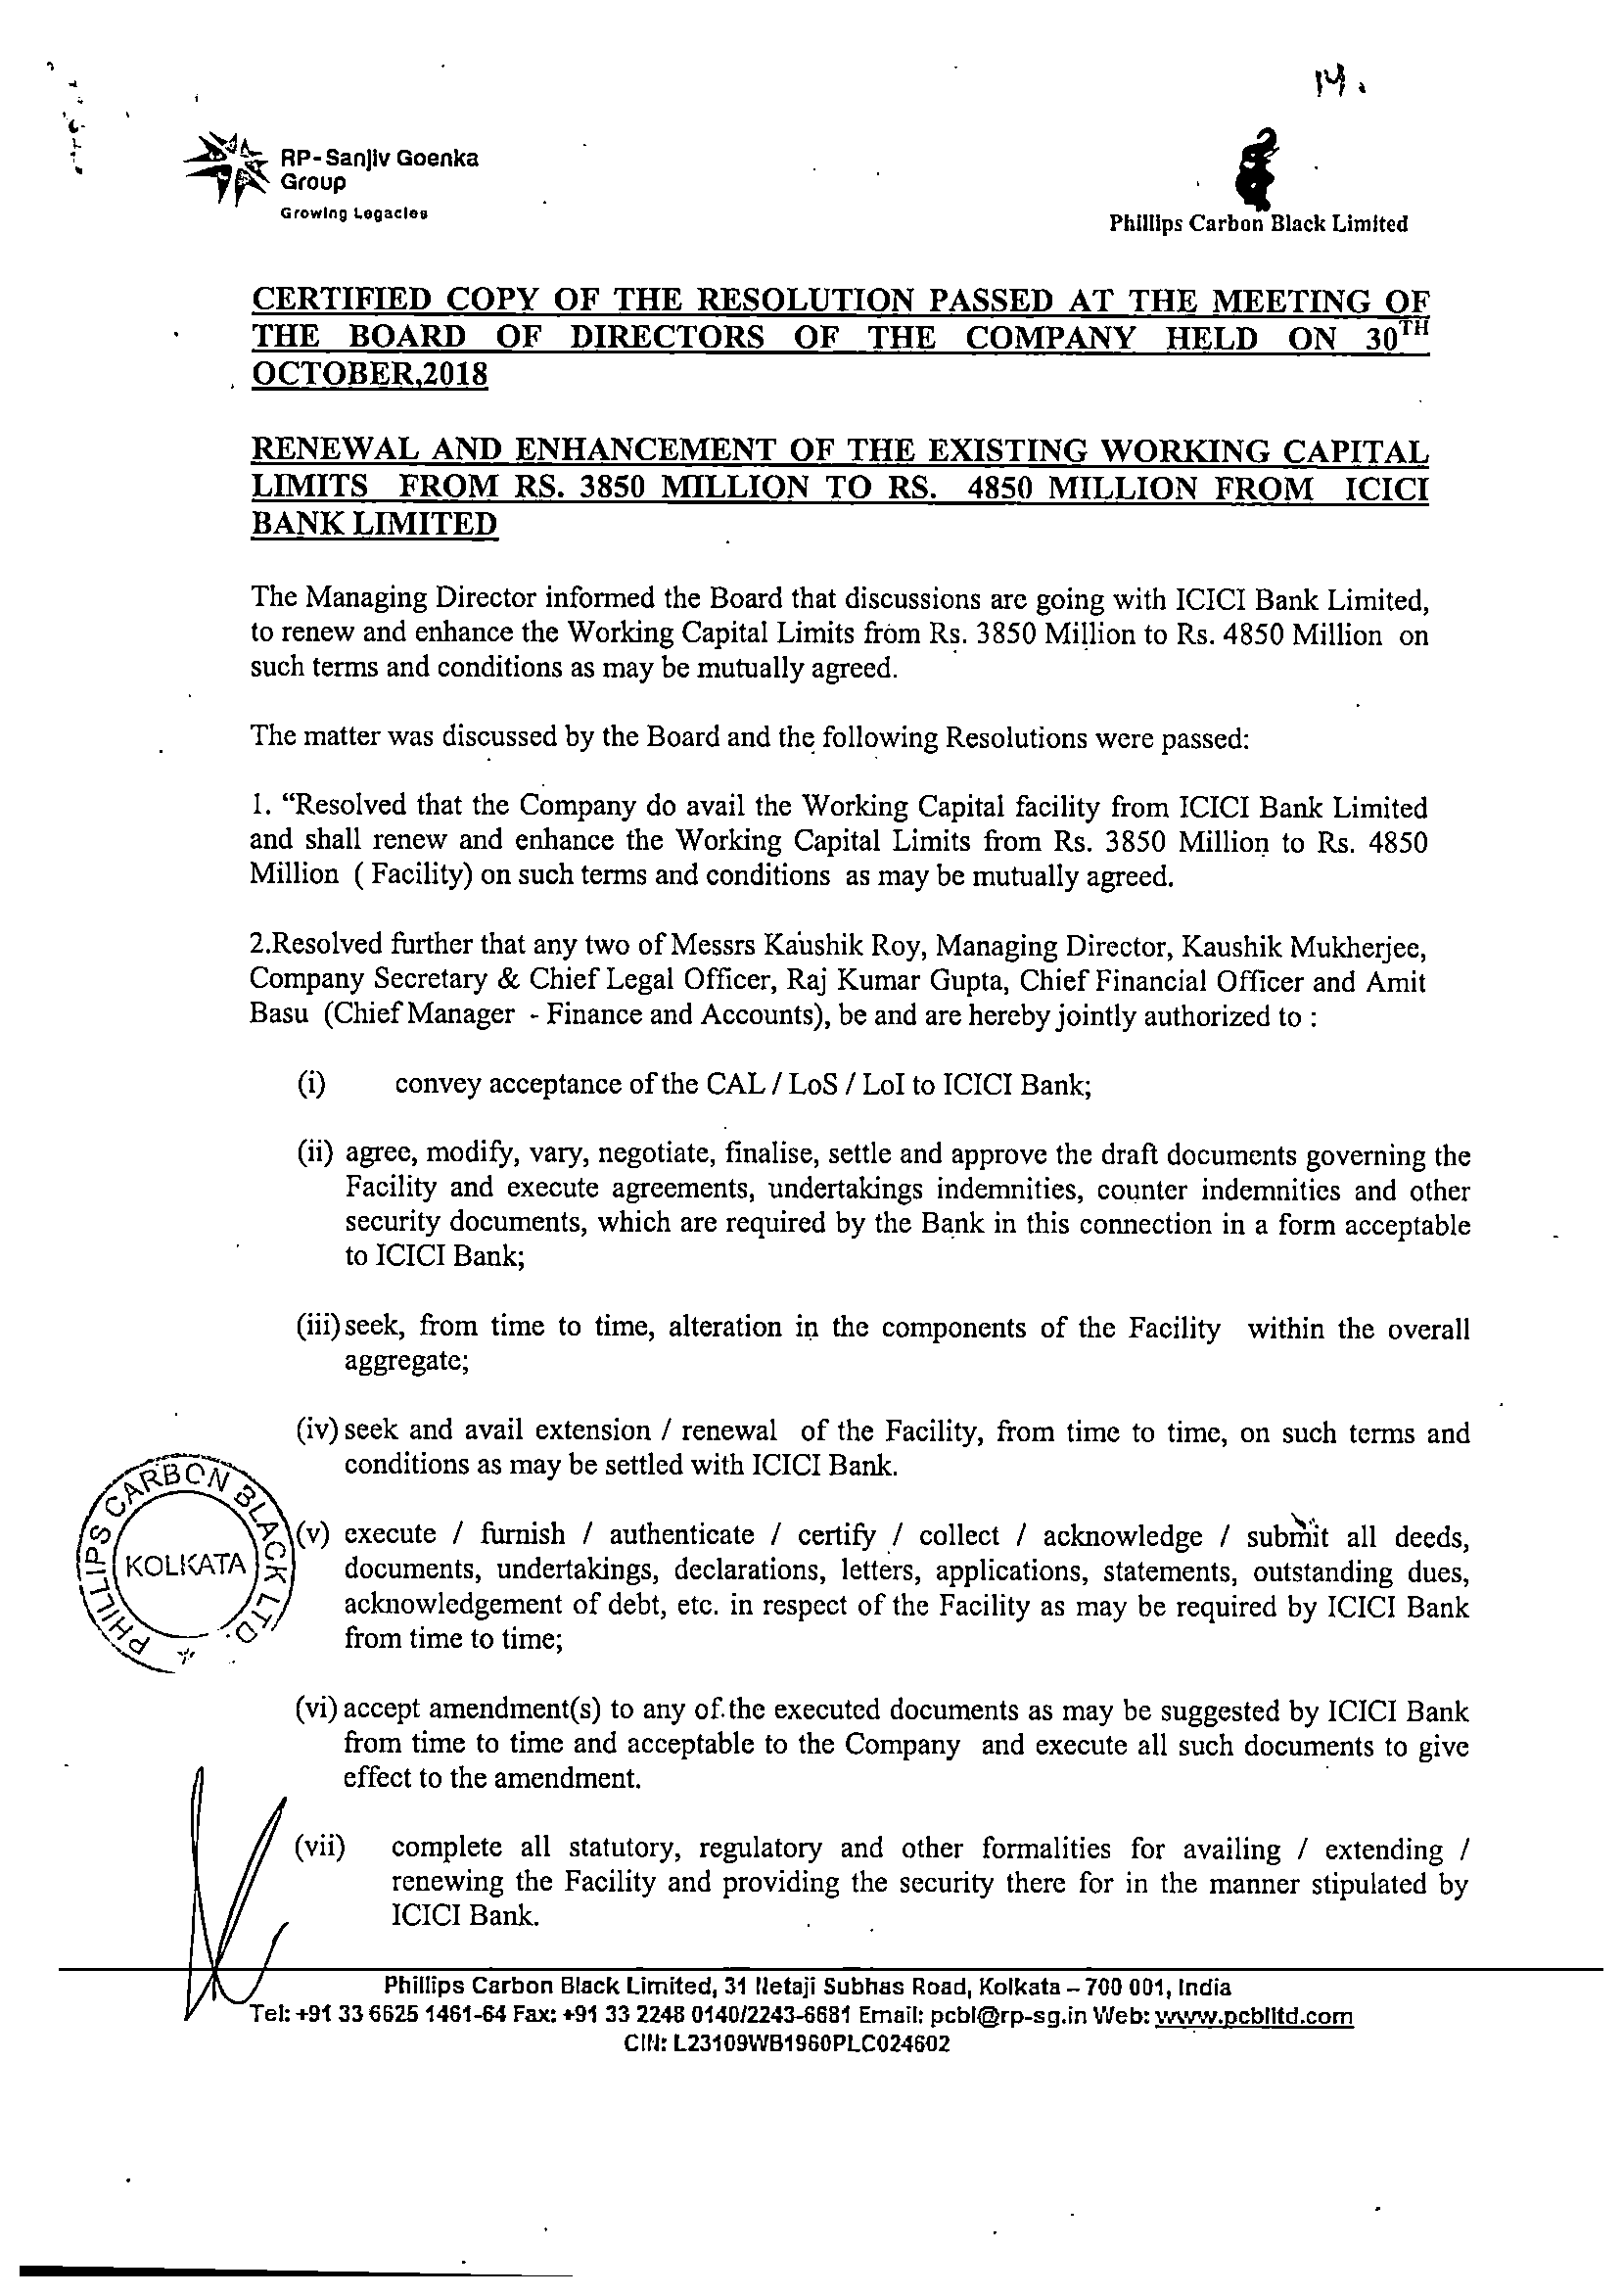 14.
RP-Sanjiv Goenka
Group
Growing Legacies
Phillips Carbon Black Limited
CERTIFIED COPY OF THE RESOLUTION PASSED AT THE MEETING OF
THE BOARD OF DIRECTORS OF THE COMPANY HELD ON 30TH
OCTOBER,2018
RENEWAL AND ENHANCEMENT OF THE EXISTING WORKING CAPITAL
LIMITS FROM RS. 3850 MILLION TO RS. 4850 MILLION FROM ICICI
BANK LIMITED
The Managing Director informed the Board that discussions are going with ICICI Bank Limited,
to renew and enhance the Working Capital Limits from Rs. 3850 Million to Rs. 4850 Million on
such terms and conditions as may be mutually agreed.
The matter was discussed by the Board and the following Resolutions were passed:
1. “Resolved that the Company do avail the Working Capital facility from ICICI Bank Limited
and shall renew and enhance the Working Capital Limits from Rs. 3850 Million to Rs. 4850
Million ( Facility) on such terms and conditions as may be mutually agreed.
2.Resolved further that any two of Messrs Kaushik Roy, Managing Director, Kaushik Mukherjee,
Company Secretary & Chief Legal Officer, Raj Kumar Gupta, Chief Financial Officer and Amit
Basu (Chief Manager - Finance and Accounts), be and are hereby jointly authorized to :
(i) convey acceptance of the CAL / LoS / LoI to ICICI Bank;
(ii) agree, modify, vary, negotiate, finalise, settle and approve the draft documents governing the
Facility and execute agreements, undertakings indemnities, counter indemnities and other
security documents, which are required by the Bank in this connection in a form acceptable
to ICICI Bank;
(iii) seek, from time to time, alteration in the components of the Facility within the overall
aggregate;
(iv) seek and avail extension / renewal of the Facility, from time to time, on such terms and
conditions as may be settled with ICICI Bank.
(v) execute / furnish / authenticate / certify / collect / acknowledge / submit all deeds,
documents, undertakings, declarations, letters, applications, statements, outstanding dues,
acknowledgement of debt, etc. in respect of the Facility as may be required by ICICI Bank
from time to time;
PHILLIPS CARBON BLACK LTD.
KOLKATA
(vi) accept amendment(s) to any of the executed documents as may be suggested by ICICI Bank
from time to time and acceptable to the Company and execute all such documents to give
effect to the amendment.
(vii) complete all statutory, regulatory and other formalities for availing / extending /
renewing the Facility and providing the security there for in the manner stipulated by
ICICI Bank.
Phillips Carbon Black Limited, 31 Netaji Subhas Road, Kolkata – 700 001, India
Tel: +91 33 6625 1461-64 Fax: +91 33 2248 0140/2243-6681 Email: pcbl@rp-sg.in Web: www.pcblltd.com
CIN: L23109WB1960PLC024602